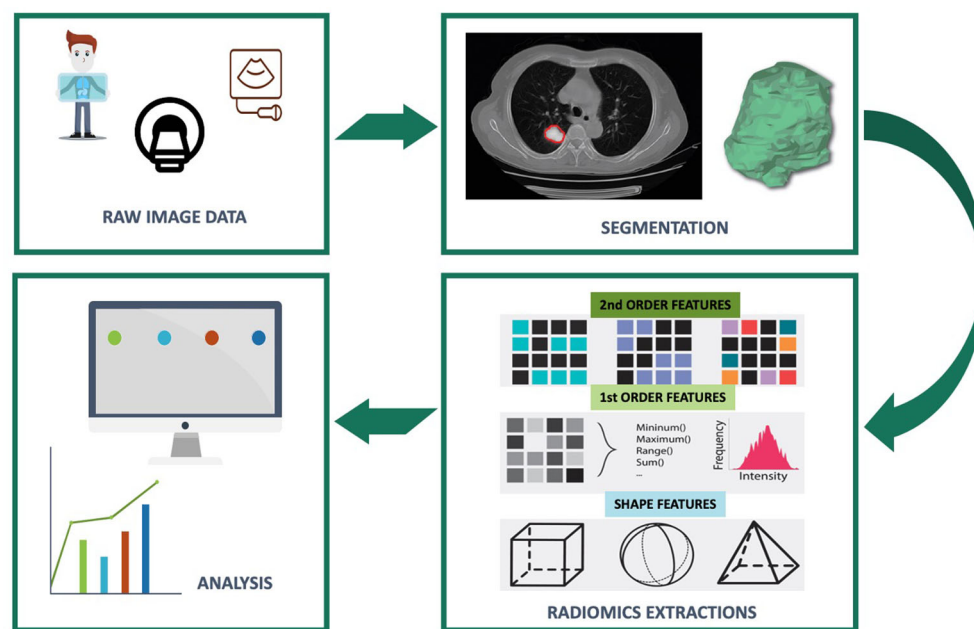 RAW IMAGE DATA
SEGMENTATION
2nd ORDER FEATURES
1st ORDER FEATURES
Mininum()
Maximum()
Range()
Sum()
...
Frequency
Intensity
SHAPE FEATURES
RADIOMICS EXTRACTIONS
ANALYSIS